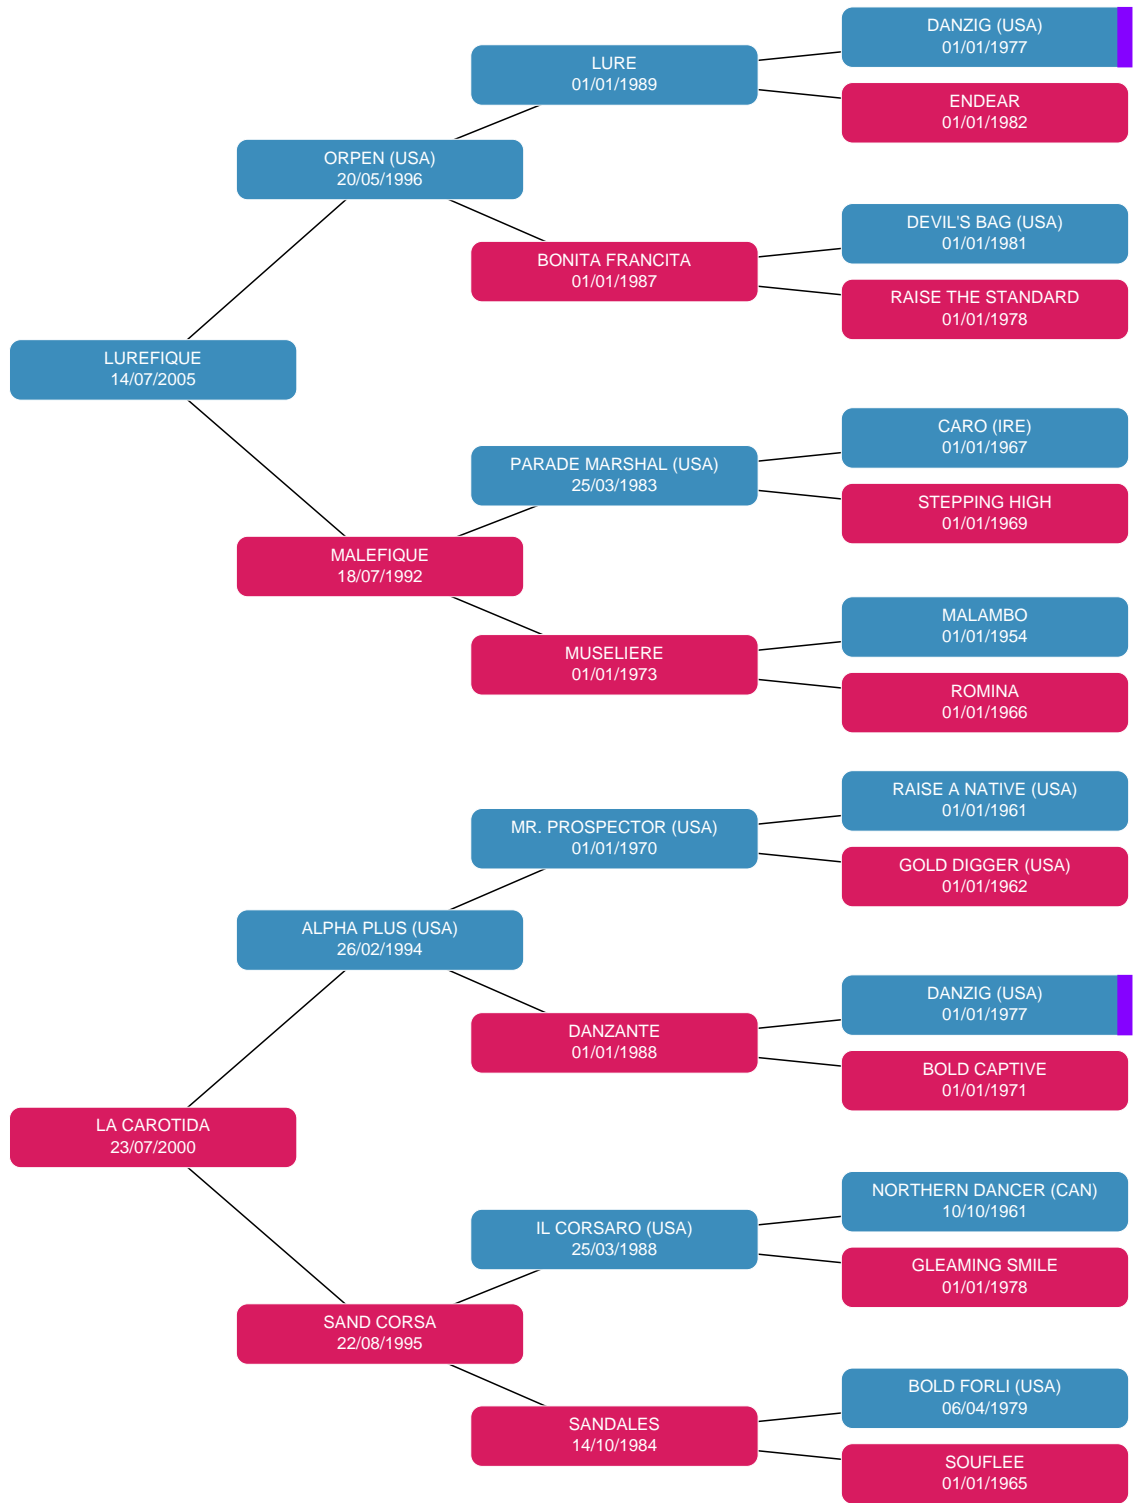 DANZIG (USA)
01/01/1977
LURE
01/01/1989
ENDEAR
01/01/1982
ORPEN (USA)
20/05/1996
DEVIL'S BAG (USA)
01/01/1981
BONITA FRANCITA
01/01/1987
RAISE THE STANDARD
01/01/1978
LUREFIQUE
14/07/2005
CARO (IRE)
01/01/1967
PARADE MARSHAL (USA)
25/03/1983
STEPPING HIGH
01/01/1969
MALEFIQUE
18/07/1992
MALAMBO
01/01/1954
MUSELIERE
01/01/1973
ROMINA
01/01/1966
RAISE A NATIVE (USA)
01/01/1961
MR. PROSPECTOR (USA)
01/01/1970
GOLD DIGGER (USA)
01/01/1962
ALPHA PLUS (USA)
26/02/1994
DANZIG (USA)
01/01/1977
DANZANTE
01/01/1988
BOLD CAPTIVE
01/01/1971
LA CAROTIDA
23/07/2000
NORTHERN DANCER (CAN)
10/10/1961
IL CORSARO (USA)
25/03/1988
GLEAMING SMILE
01/01/1978
SAND CORSA
22/08/1995
BOLD FORLI (USA)
06/04/1979
SANDALES
14/10/1984
SOUFLEE
01/01/1965